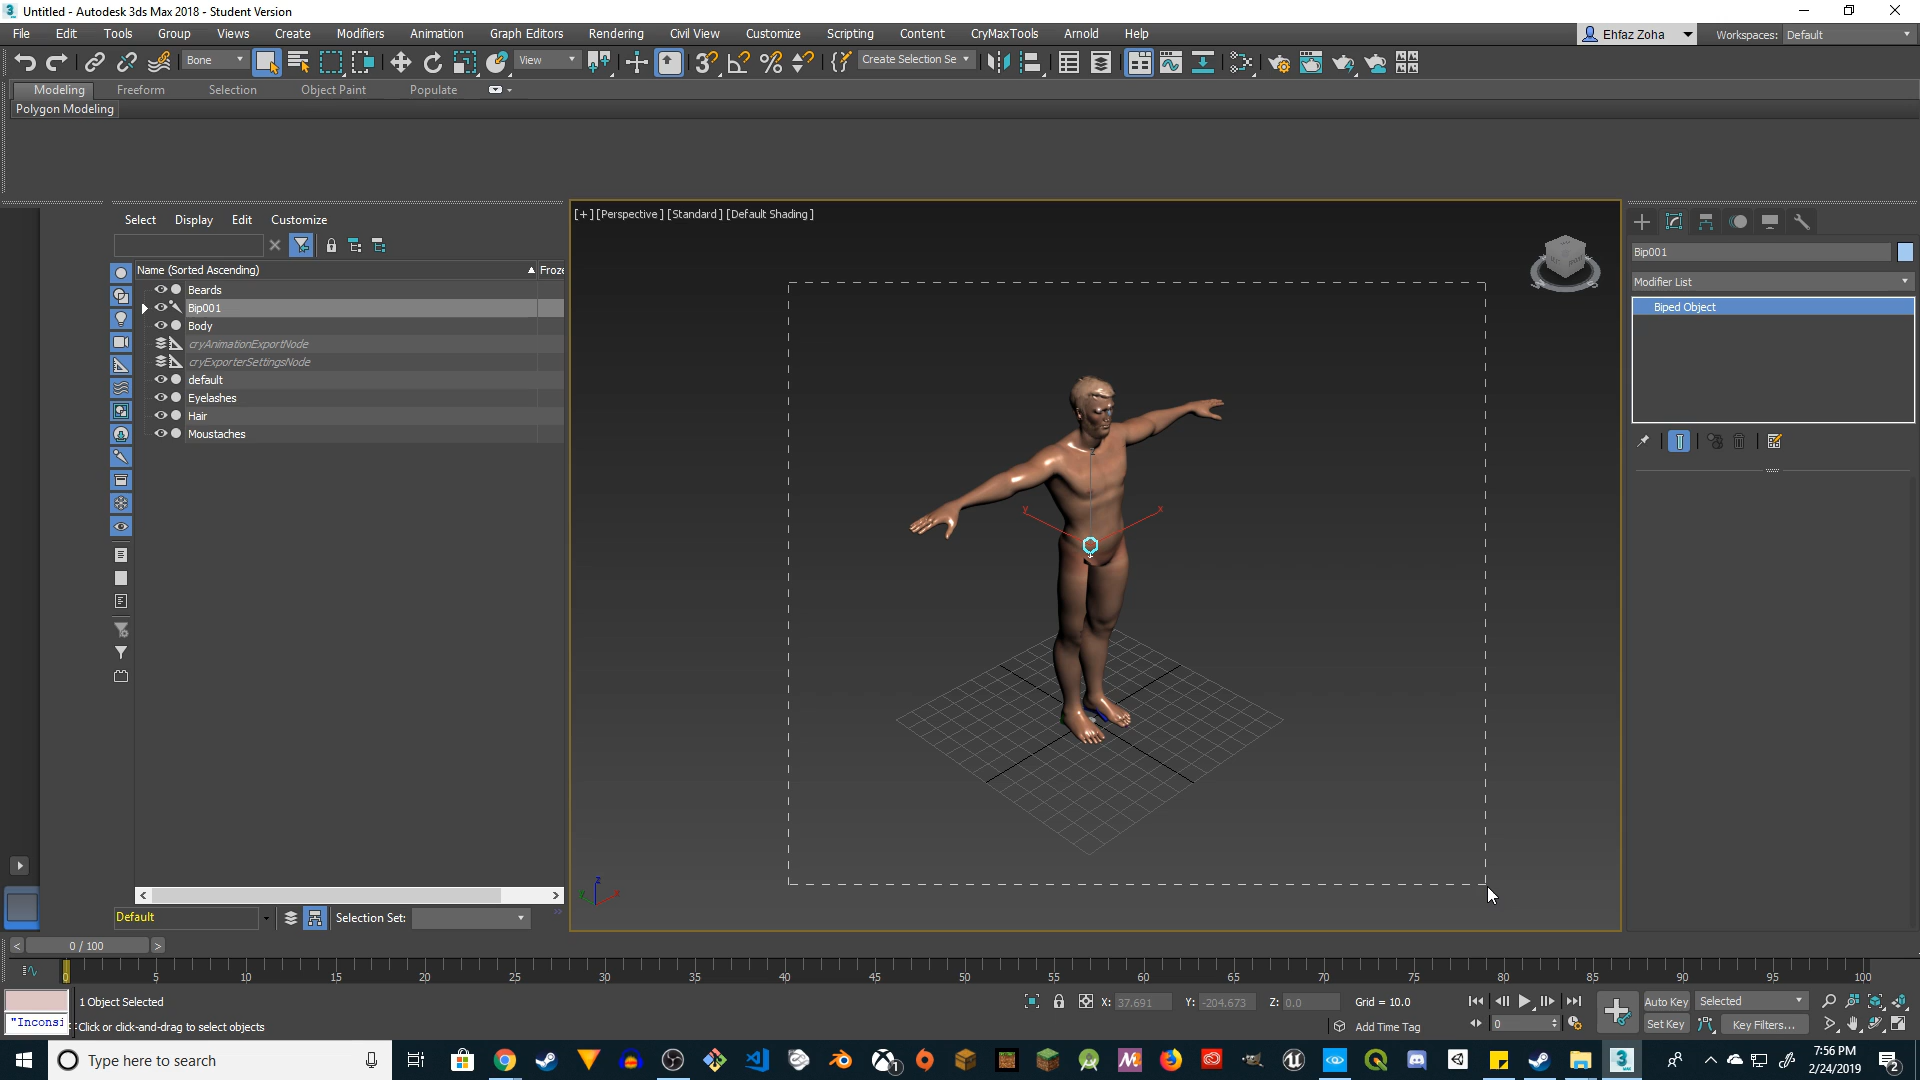 Untitled - Autodesk 3ds Max 2018 - Student Version
File Edit Tools Group Views Create Modifiers Animation Graph Editors Rendering Civil View Customize Scripting Content CryMaxTools Arnold Help
Ehfaz Zoha Workspaces: Default
Bone View Create Selection Se
Modeling Freeform Selection Object Paint Populate
Polygon Modeling
Select Display Edit Customize
Name (Sorted Ascending) Froze
Beards
Bip001
Body
cryAnimationExportNode
cryExporterSettingsNode
default
Eyelashes
Hair
Moustaches
Default Selection Set:
[+] [Perspective] [Standard] [Default Shading]
y x
z
z
y x
Bip001
Modifier List
Biped Object
0 / 100
0 5 10 15 20 25 30 35 40 45 50 55 60 65 70 75 80 85 90 95 100
1 Object Selected
X: 37.691 Y: -204.673 Z: 0.0 Grid = 10.0
Auto Key Selected
"Inconsi
Click or click-and-drag to select objects
Add Time Tag
0
Set Key Key Filters...
Type here to search
7:56 PM
2/24/2019
1
2